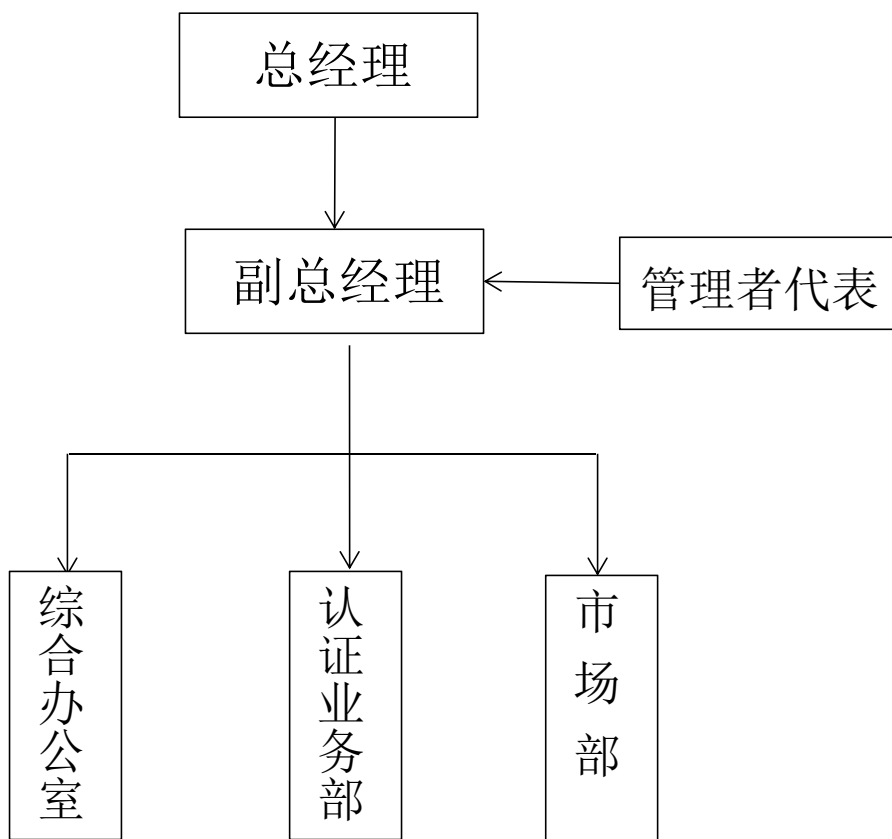 总经理
副总经理
管理者代表
综合办公室
认证业务部
市场部